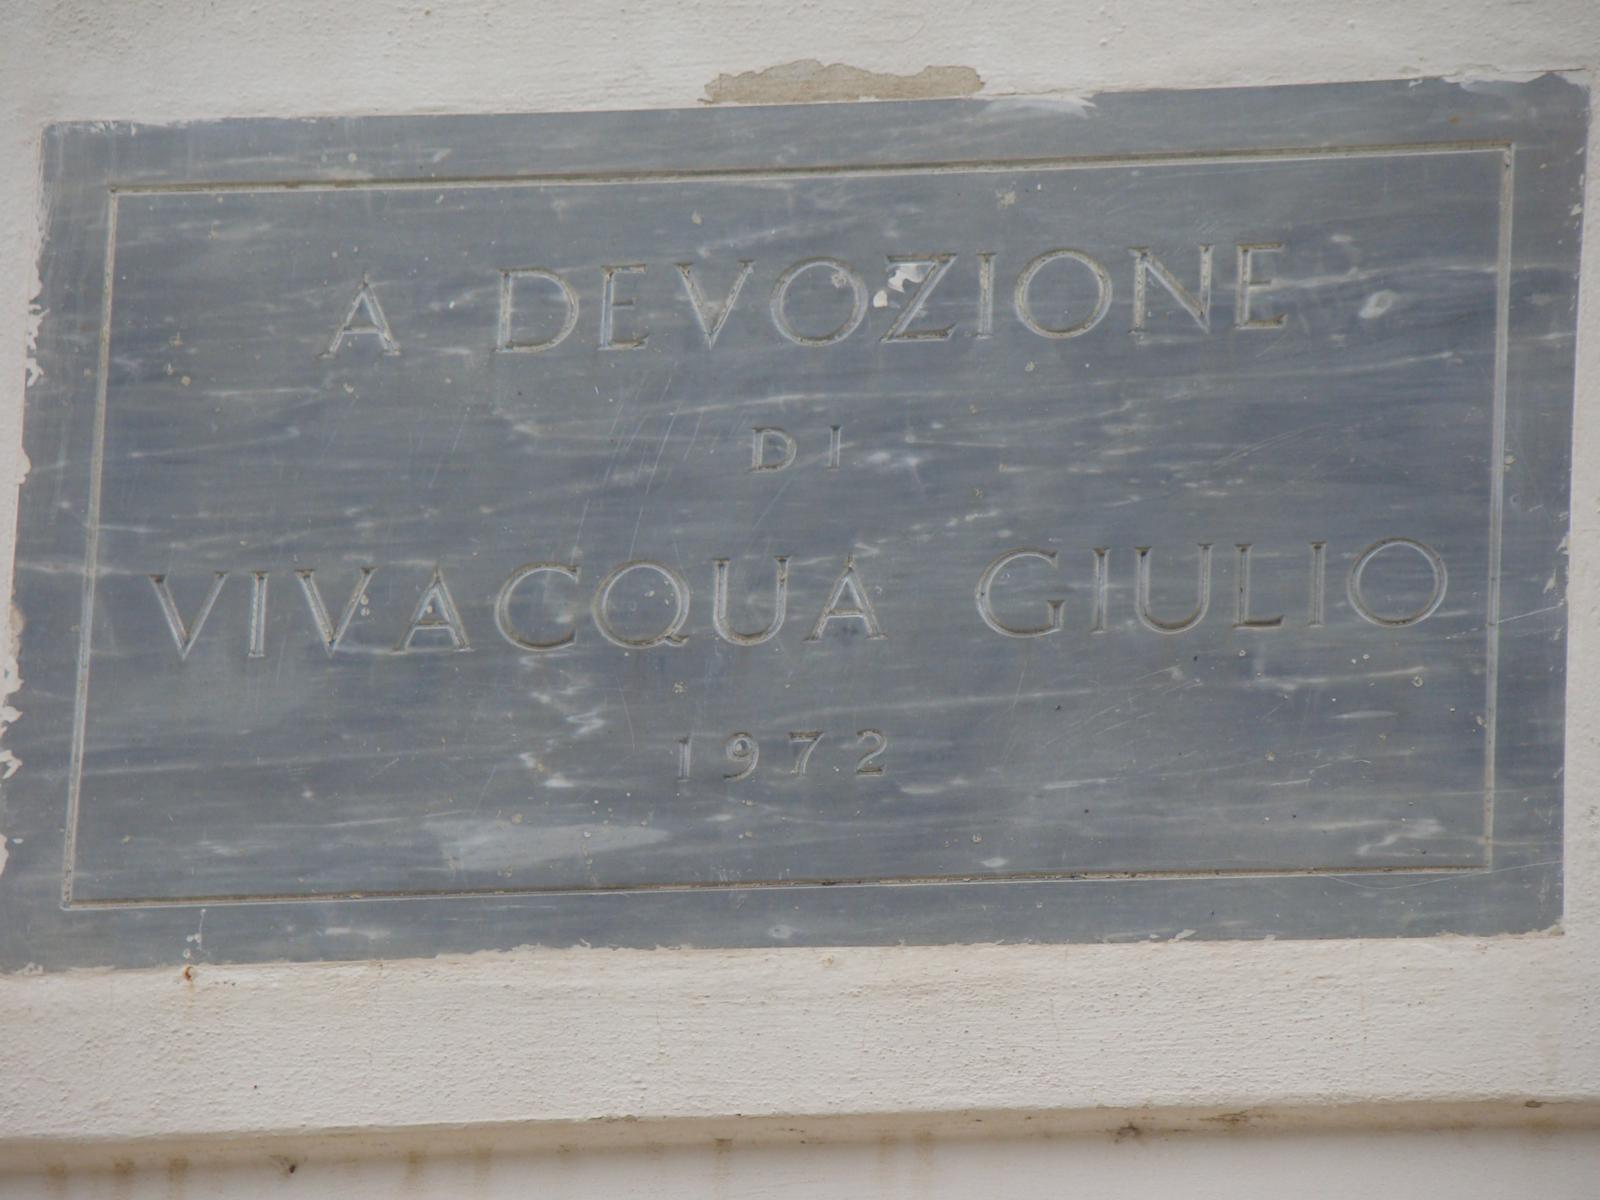 A DEVOZIONE
DI
VIVACQUA GIULIO
1972